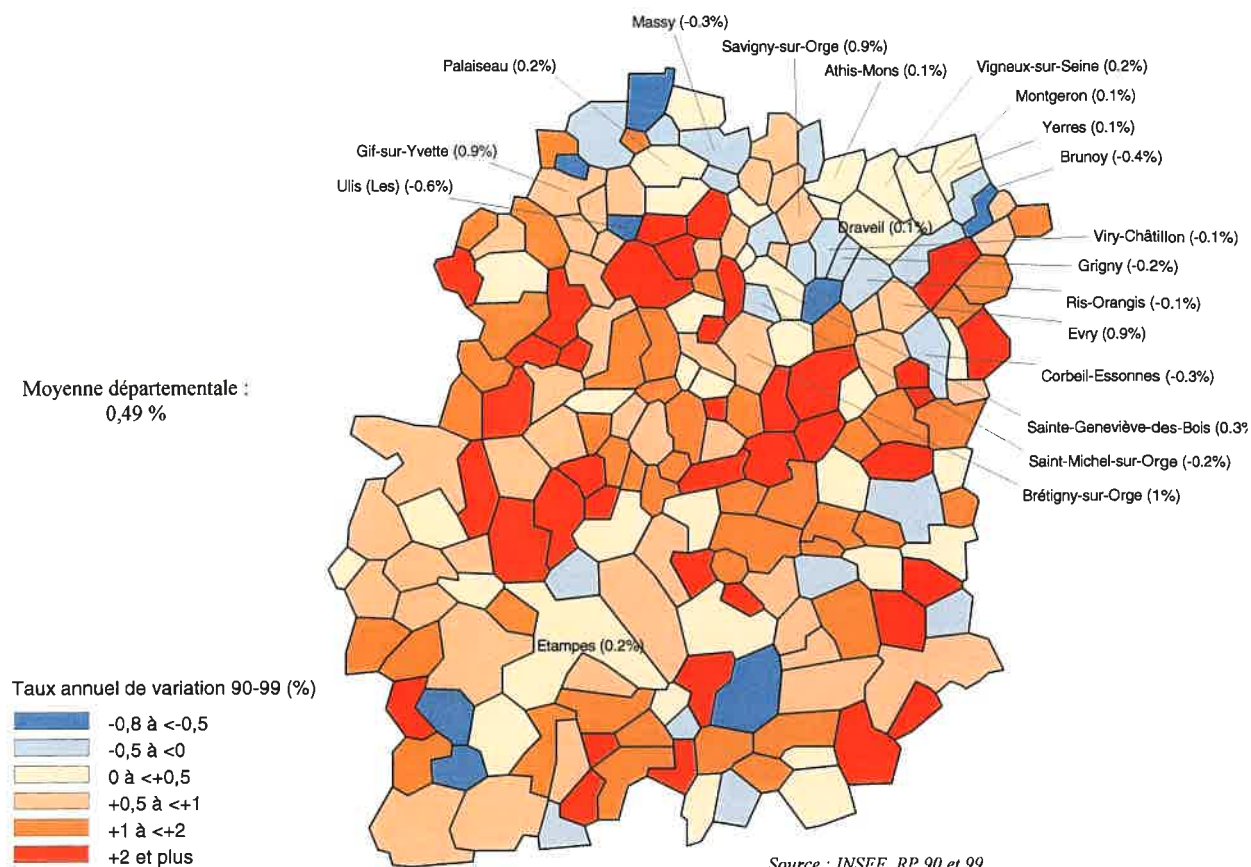 Massy (-0.3%)
Savigny-sur-Orge (0.9%)
Palaiseau (0.2%)
Athis-Mons (0.1%)
Vigneux-sur-Seine (0.2%)
Montgeron (0.1%)
Yerres (0.1%)
Brunoy (-0.4%)
Gif-sur-Yvette (0.9%)
Ulis (Les) (-0.6%)
Draveil (0.1%)
Viry-Châtillon (-0.1%)
Grigny (-0.2%)
Ris-Orangis (-0.1%)
Evry (0.9%)
Corbeil-Essonnes (-0.3%)
Moyenne départementale :
0,49 %
Sainte-Geneviève-des-Bois (0.3%
Saint-Michel-sur-Orge (-0.2%)
Brétigny-sur-Orge (1%)
Etampes (0.2%)
Taux annuel de variation 90-99 (%)
-0,8 à <-0,5
-0,5 à <0
0 à <+0,5
+0,5 à <+1
+1 à <+2
+2 et plus
Source : INSEE, RP 90 et 99